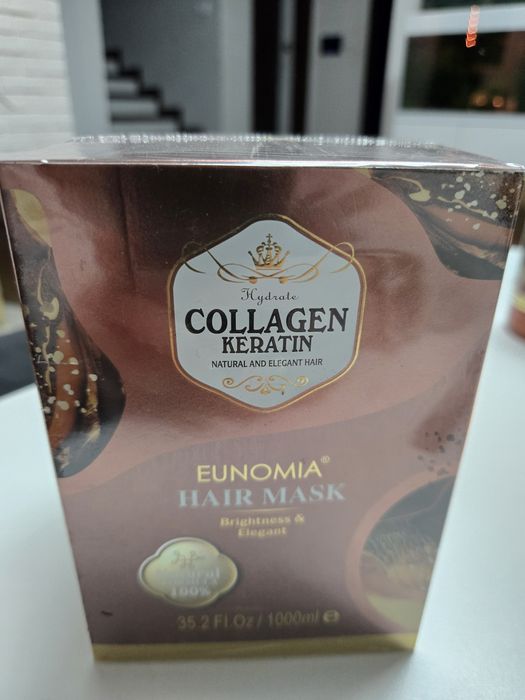 Hydrate
COLLAGEN
KERATIN
NATURAL AND ELEGANT HAIR
EUNOMIA®
HAIR MASK
Brightness &
Elegant
100%
35.2 Fl.Oz / 1000ml e